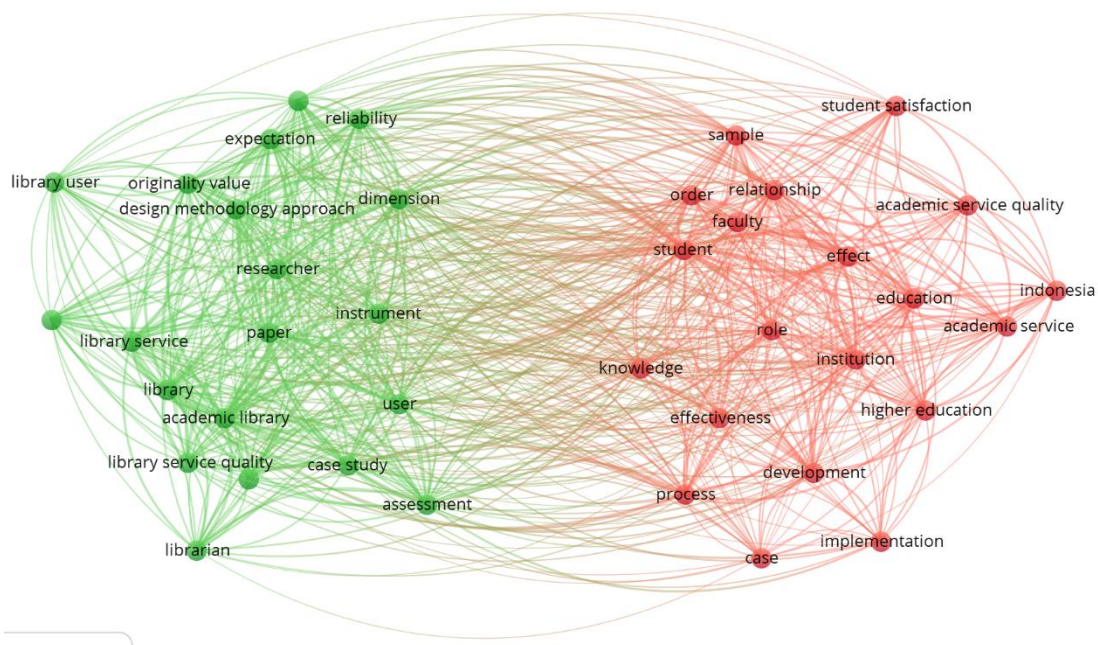 student satisfaction
reliability
sample
expectation
library user
originality value
order
relationship
dimension
design methodology approach
academic service quality
faculty
student
effect
researcher
indonesia
education
instrument
academic service
paper
role
library service
institution
knowledge
library
user
higher education
academic library
effectiveness
library service quality
case study
development
process
assessment
implementation
librarian
case